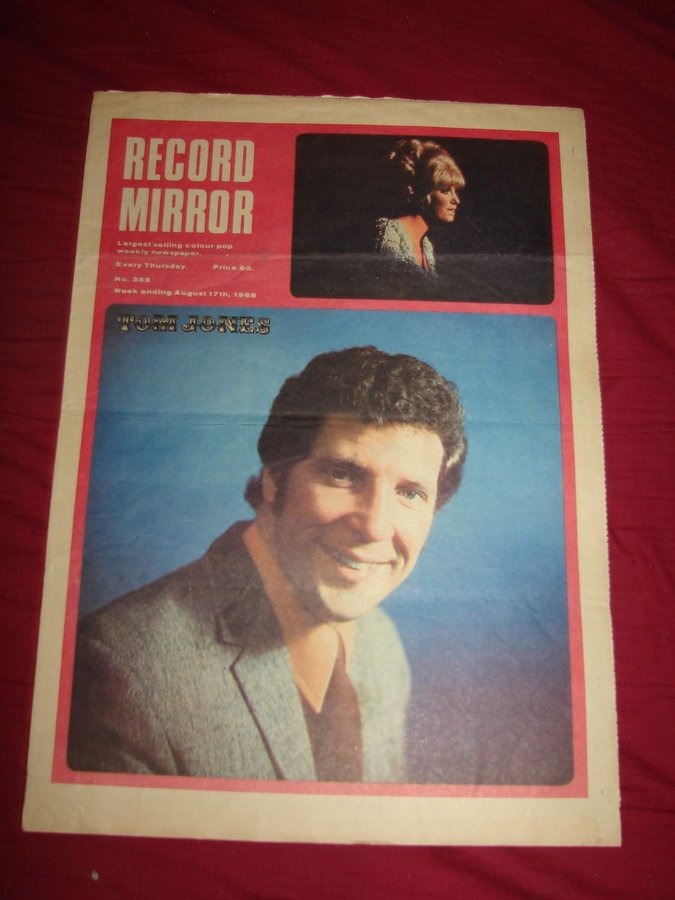 RECORD
MIRROR
Largest selling colour pop
weekly newspaper.
Every Thursday. Price 6d.
No. 388
Week ending August 17th, 1968
TOM JONES